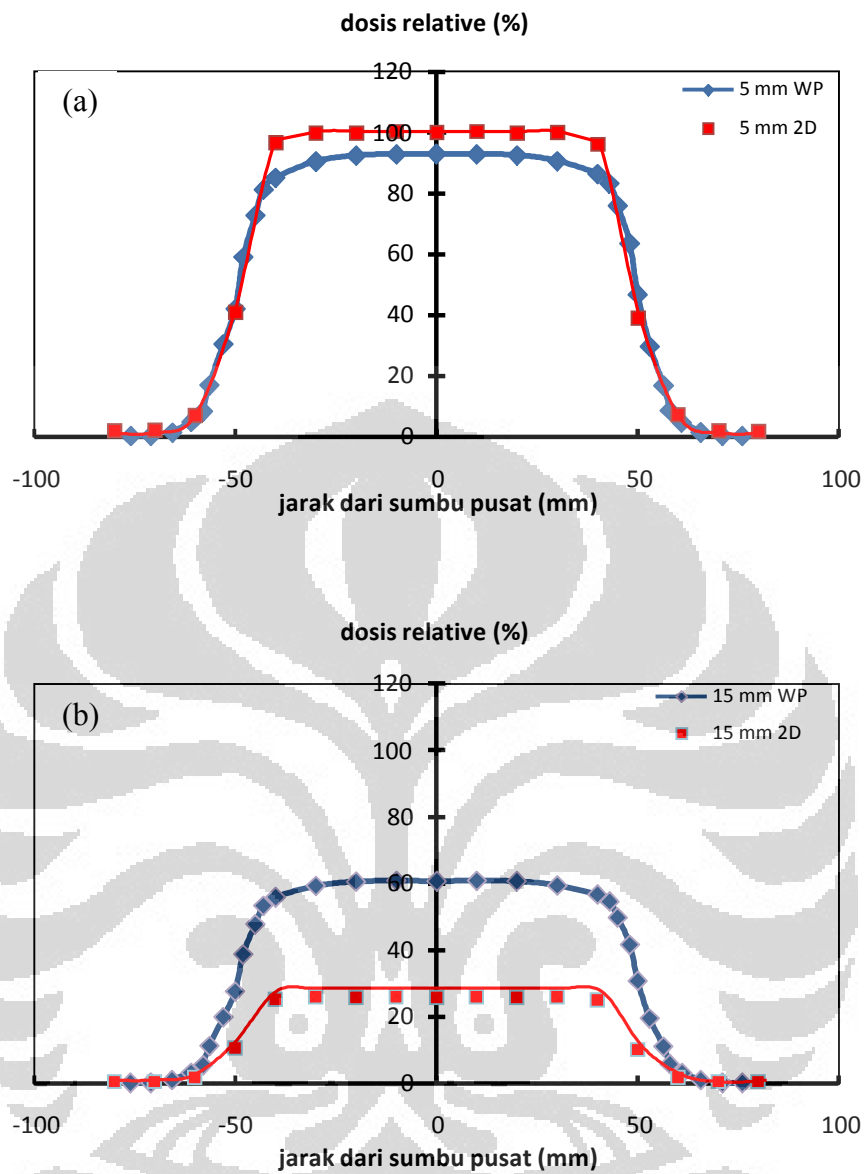 dosis relative (%)
(a)
5 mm WP
5 mm 2D
120
100
80
60
40
20
0
-100 -50 0 50 100
jarak dari sumbu pusat (mm)
dosis relative (%)
(b)
15 mm WP
15 mm 2D
120
100
80
60
40
20
0
-100 -50 0 50 100
jarak dari sumbu pusat (mm)